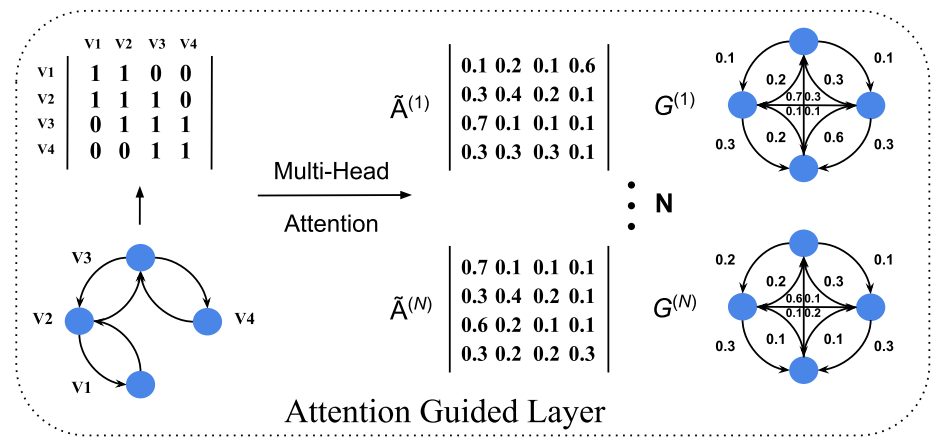 V1 V2 V3 V4
V1 1 1 0 0
V2 1 1 1 0
V3 0 1 1 1
V4 0 0 1 1
V3
V2
V4
V1
Multi-Head
Attention
Ã(1)
0.1 0.2 0.1 0.6
0.3 0.4 0.2 0.1
0.7 0.1 0.1 0.1
0.3 0.3 0.3 0.1
G(1)
0.1 0.1
0.2 0.3
0.7 0.3
0.1 0.1
0.2 0.6
0.3 0.3
N
Ã(N)
0.7 0.1 0.1 0.1
0.3 0.4 0.2 0.1
0.6 0.2 0.1 0.1
0.3 0.2 0.2 0.3
G(N)
0.2 0.1
0.2 0.3
0.6 0.1
0.1 0.2
0.1 0.1
0.3 0.3
Attention Guided Layer